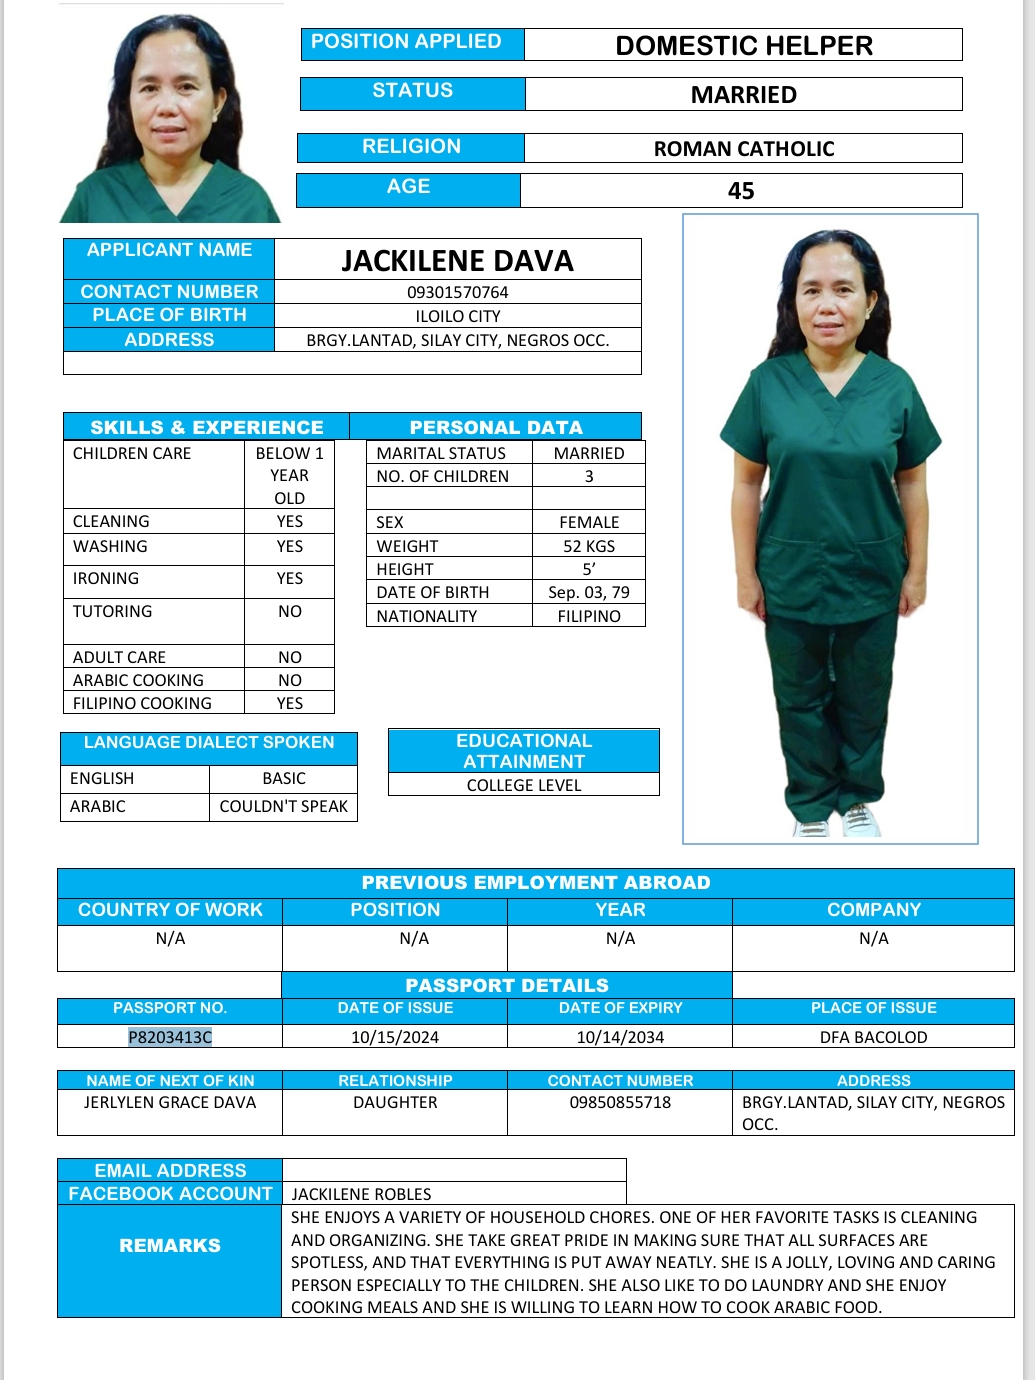 POSITION APPLIED DOMESTIC HELPER
STATUS MARRIED
RELIGION ROMAN CATHOLIC
AGE 45
APPLICANT NAME JACKILENE DAVA
CONTACT NUMBER 09301570764
PLACE OF BIRTH ILOILO CITY
ADDRESS BRGY.LANTAD, SILAY CITY, NEGROS OCC.
SKILLS & EXPERIENCE
CHILDREN CARE BELOW 1
YEAR
OLD
CLEANING YES
WASHING YES
IRONING YES
TUTORING NO
ADULT CARE NO
ARABIC COOKING NO
FILIPINO COOKING YES
PERSONAL DATA
MARITAL STATUS MARRIED
NO. OF CHILDREN 3
SEX FEMALE
WEIGHT 52 KGS
HEIGHT 5’
DATE OF BIRTH Sep. 03, 79
NATIONALITY FILIPINO
LANGUAGE DIALECT SPOKEN
ENGLISH BASIC
ARABIC COULDN'T SPEAK
EDUCATIONAL
ATTAINMENT
COLLEGE LEVEL
PREVIOUS EMPLOYMENT ABROAD
COUNTRY OF WORK POSITION YEAR COMPANY
N/A N/A N/A N/A
PASSPORT DETAILS
PASSPORT NO. DATE OF ISSUE DATE OF EXPIRY PLACE OF ISSUE
P8203413C 10/15/2024 10/14/2034 DFA BACOLOD
NAME OF NEXT OF KIN RELATIONSHIP CONTACT NUMBER ADDRESS
JERLYLEN GRACE DAVA DAUGHTER 09850855718 BRGY.LANTAD, SILAY CITY, NEGROS
OCC.
EMAIL ADDRESS
FACEBOOK ACCOUNT JACKILENE ROBLES
REMARKS
SHE ENJOYS A VARIETY OF HOUSEHOLD CHORES. ONE OF HER FAVORITE TASKS IS CLEANING
AND ORGANIZING. SHE TAKE GREAT PRIDE IN MAKING SURE THAT ALL SURFACES ARE
SPOTLESS, AND THAT EVERYTHING IS PUT AWAY NEATLY. SHE IS A JOLLY, LOVING AND CARING
PERSON ESPECIALLY TO THE CHILDREN. SHE ALSO LIKE TO DO LAUNDRY AND SHE ENJOY
COOKING MEALS AND SHE IS WILLING TO LEARN HOW TO COOK ARABIC FOOD.